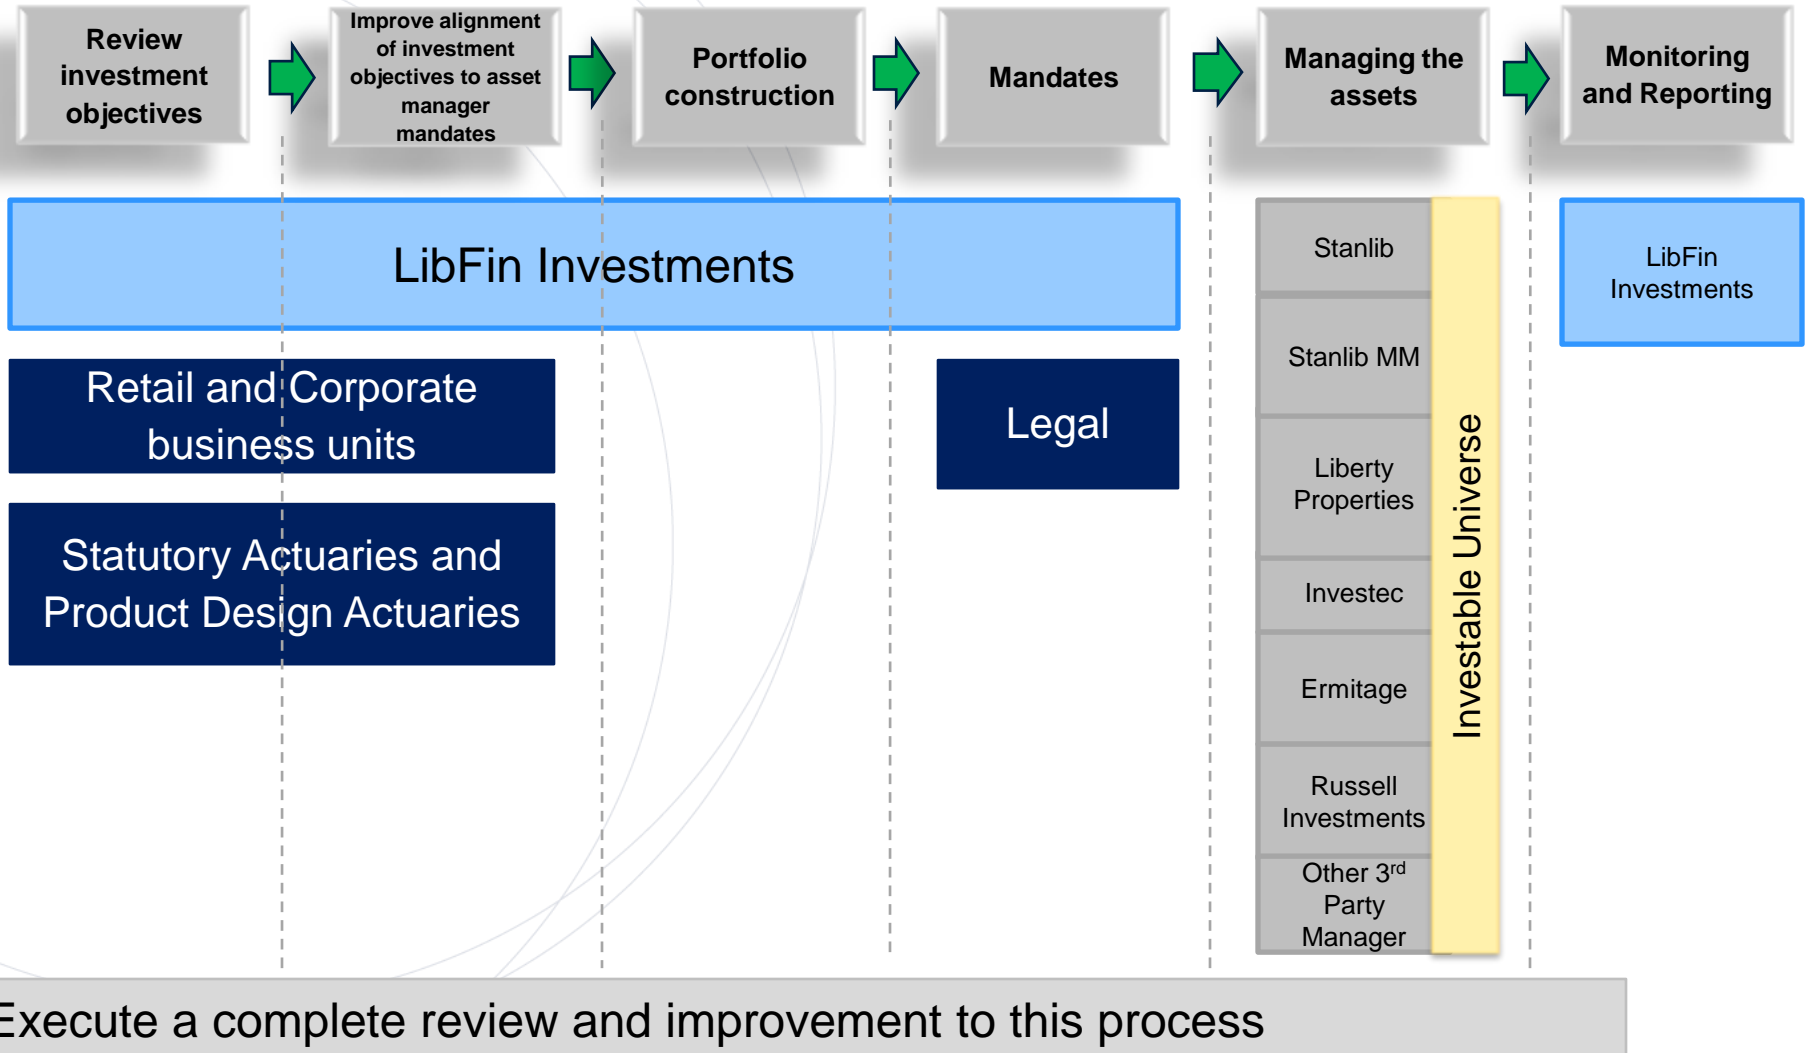 Review
investment
objectives
Improve alignment
of investment
objectives to asset
manager
mandates
Portfolio
construction
Mandates
Managing the
assets
Monitoring
and Reporting
LibFin Investments
Retail and Corporate
business units
Statutory Actuaries and
Product Design Actuaries
Legal
Stanlib
Stanlib MM
Liberty
Properties
Investec
Ermitage
Russell
Investments
Other 3rd
Party
Manager
Investable Universe
LibFin
Investments
Execute a complete review and improvement to this process